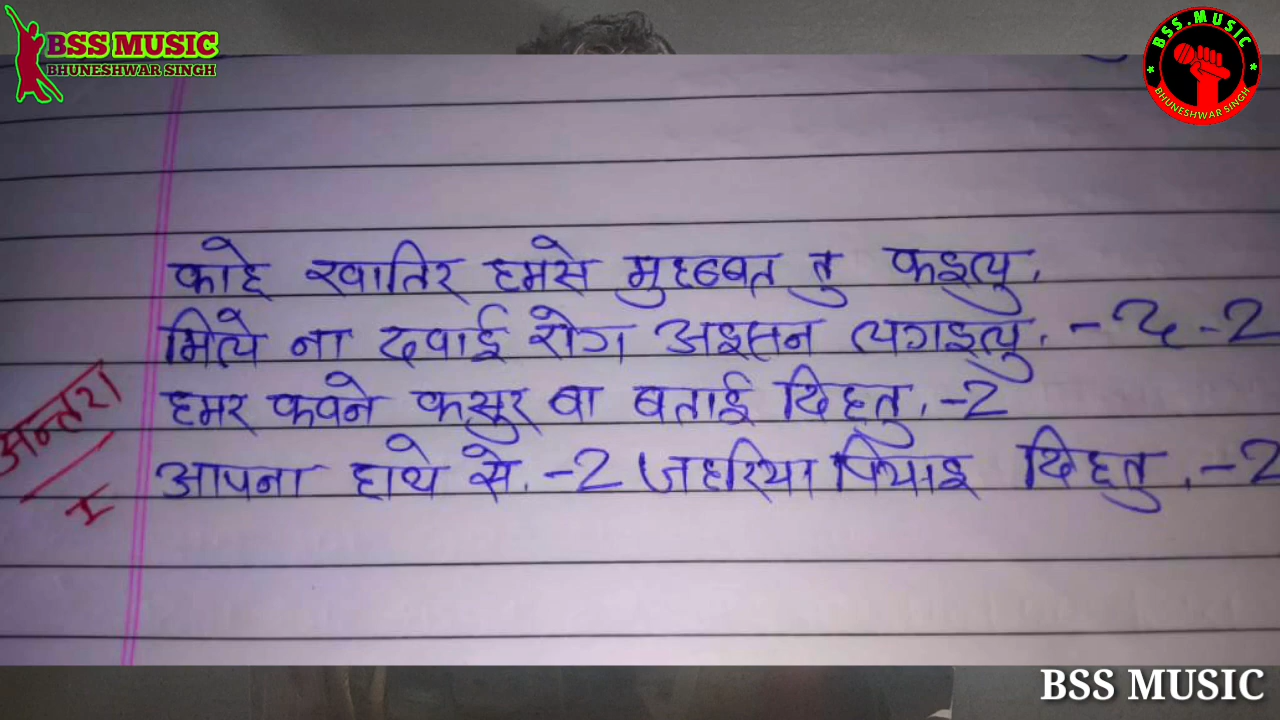 BSS MUSIC
BHUNESHWAR SINGH
BSS.MUSIC
BHUNESHWAR SINGH
काहे खातिर हमसे मुहब्बत तु कइलु,
मिले ना दवाई रोग अइसन लगइलु, -2 -2
हमर कवने कसुर बा बताई दिहतु, -2
आपना हाथे से, -2 जहरिया पियाइ दिहतु, -2
अन्तरा
I
BSS MUSIC